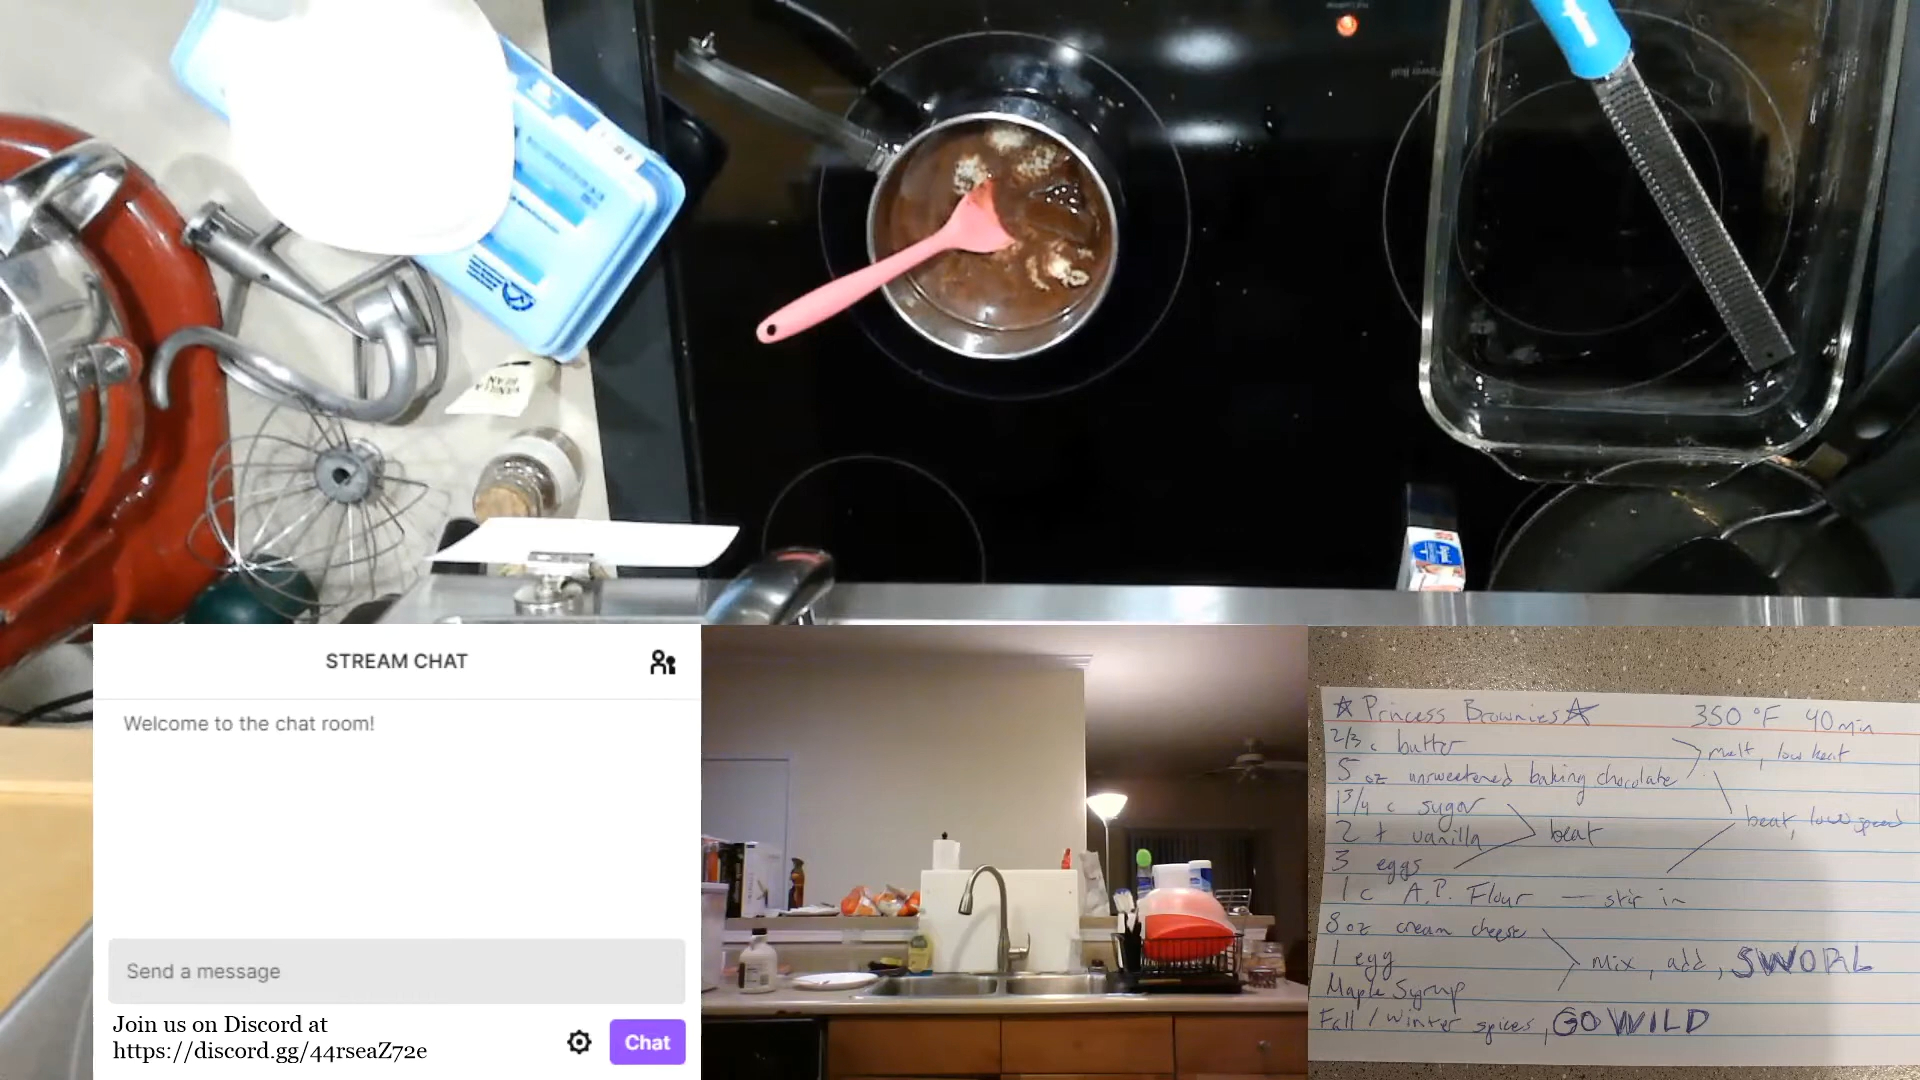 STREAM CHAT
Welcome to the chat room!
Send a message
Join us on Discord at
https://discord.gg/44rseaZ72e
Chat
☆ Princess Brownies ☆ 350 °F 40 min
2/3 c butter
melt, low heat
5 oz unsweetened baking chocolate
1 3/4 c sugar
beat, low speed
2 t vanilla
beat
3 eggs
1 c A.P. Flour — stir in
8 oz cream cheese
1 egg
mix, add, SWORL
Maple Syrup
Fall / Winter spices, GO WILD